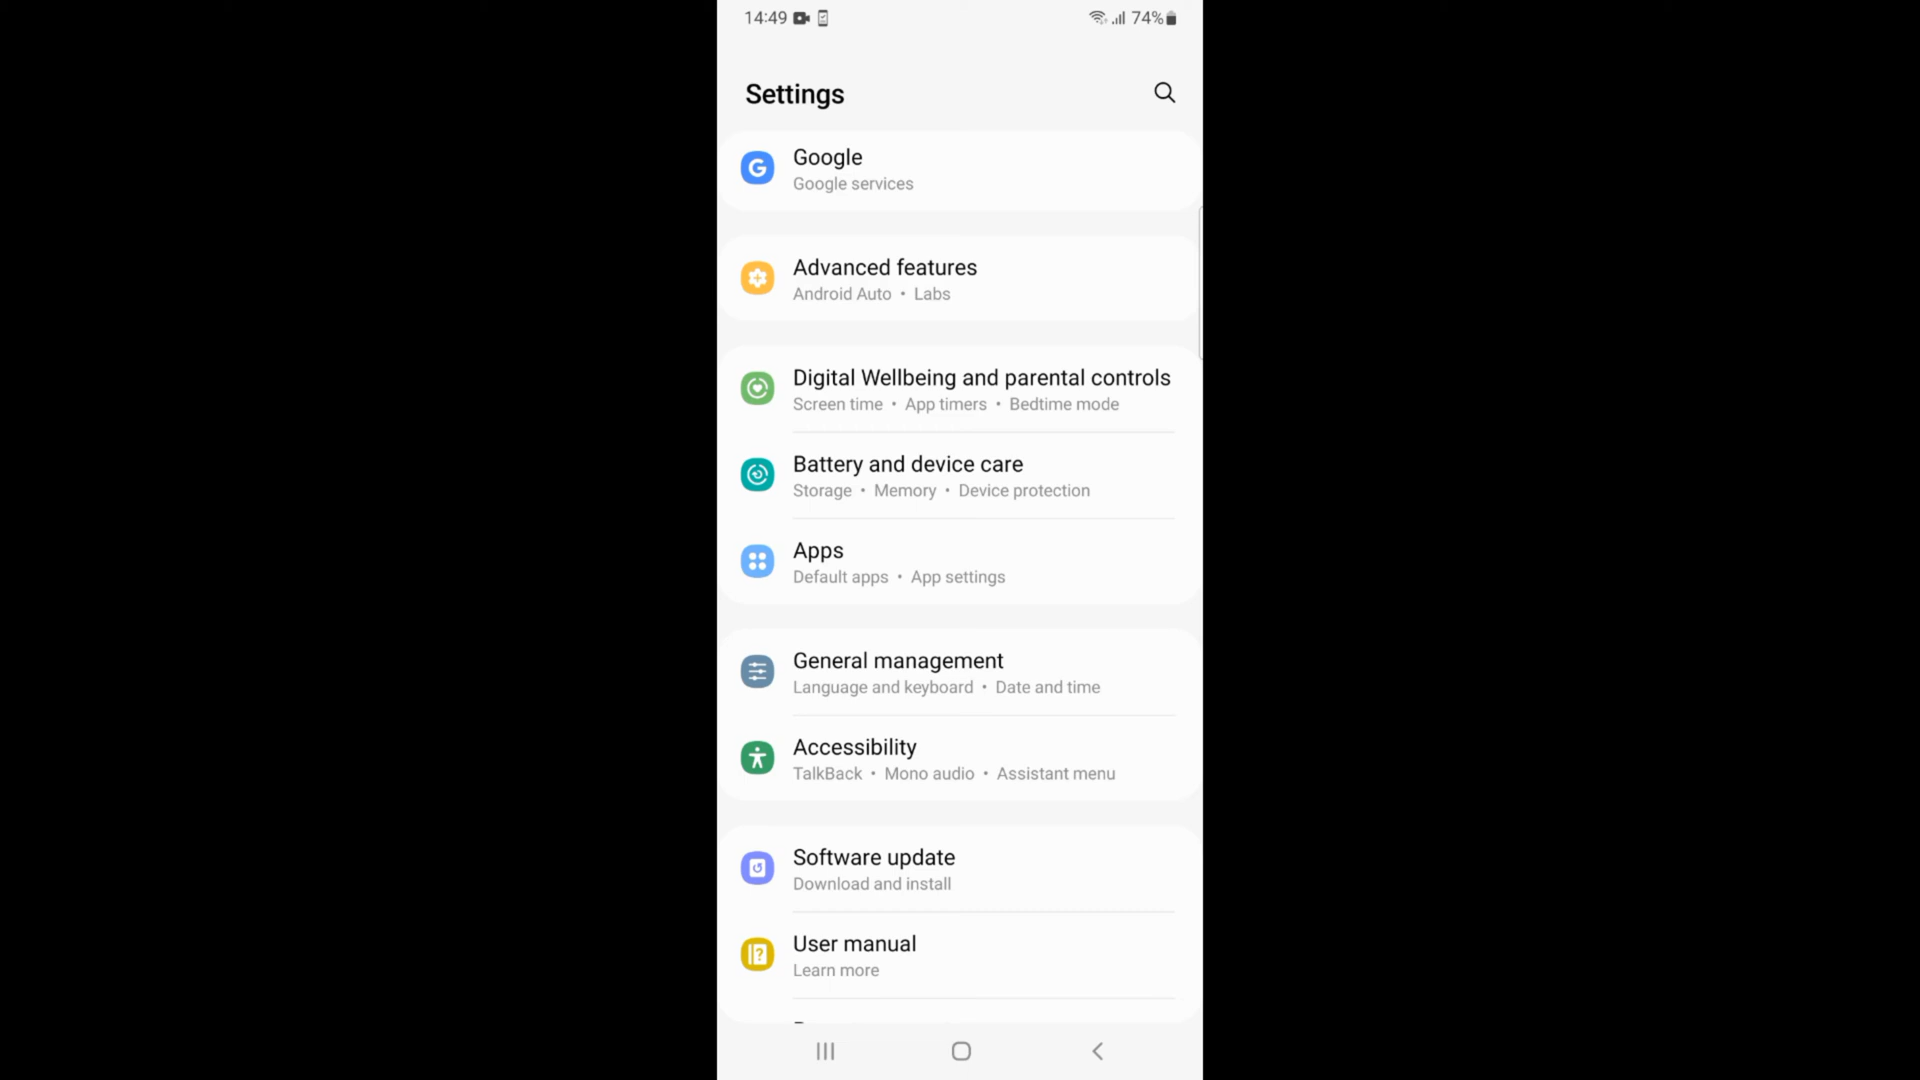 14:49 74%
Settings
Google
Google services
Advanced features
Android Auto • Labs
Digital Wellbeing and parental controls
Screen time • App timers • Bedtime mode
Battery and device care
Storage • Memory • Device protection
Apps
Default apps • App settings
General management
Language and keyboard • Date and time
Accessibility
TalkBack • Mono audio • Assistant menu
Software update
Download and install
User manual
Learn more